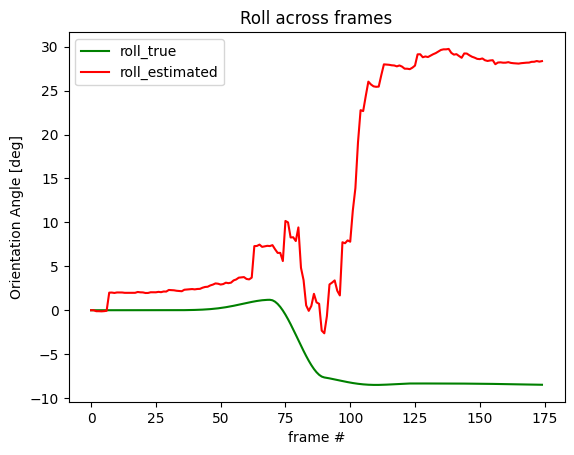 Roll across frames
roll_true
roll_estimated
Orientation Angle [deg]
30
25
20
15
10
5
0
−5
−10
0 25 50 75 100 125 150 175
frame #